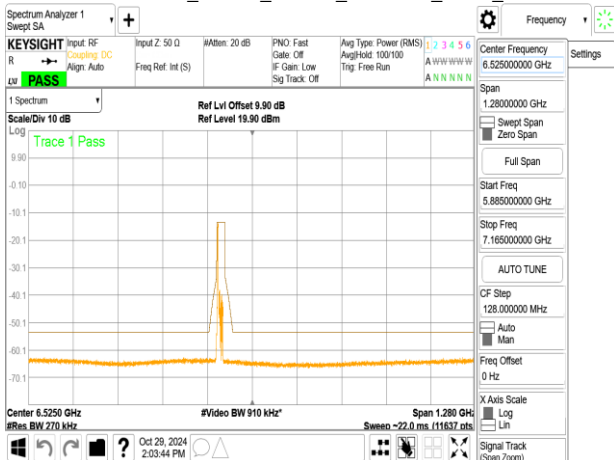 Spectrum Analyzer 1
Swept SA
Frequency
Settings
KEYSIGHT
R
LXI
PASS
Input: RF
Coupling: DC
Align: Auto
Input Z: 50 Ω
Freq Ref: Int (S)
#Atten: 20 dB
PNO: Fast
Gate: Off
IF Gain: Low
Sig Track: Off
Avg Type: Power (RMS)
Avg|Hold: 100/100
Trig: Free Run
1 2 3 4 5 6
A W W W W W
A N N N N N
1 Spectrum
Scale/Div 10 dB
Ref Lvl Offset 9.90 dB
Ref Level 19.90 dBm
Log
Trace 1 Pass
9.90
-0.10
-10.1
-20.1
-30.1
-40.1
-50.1
-60.1
-70.1
Center 6.5250 GHz
#Res BW 270 kHz
#Video BW 910 kHz*
Span 1.280 GHz
Sweep ~22.0 ms (11637 pts
Oct 29, 2024
2:03:44 PM
Center Frequency
6.525000000 GHz
Span
1.28000000 GHz
Swept Span
Zero Span
Full Span
Start Freq
5.885000000 GHz
Stop Freq
7.165000000 GHz
AUTO TUNE
CF Step
128.000000 MHz
Auto
Man
Freq Offset
0 Hz
X Axis Scale
Log
Lin
Signal Track
(Span Zoom)